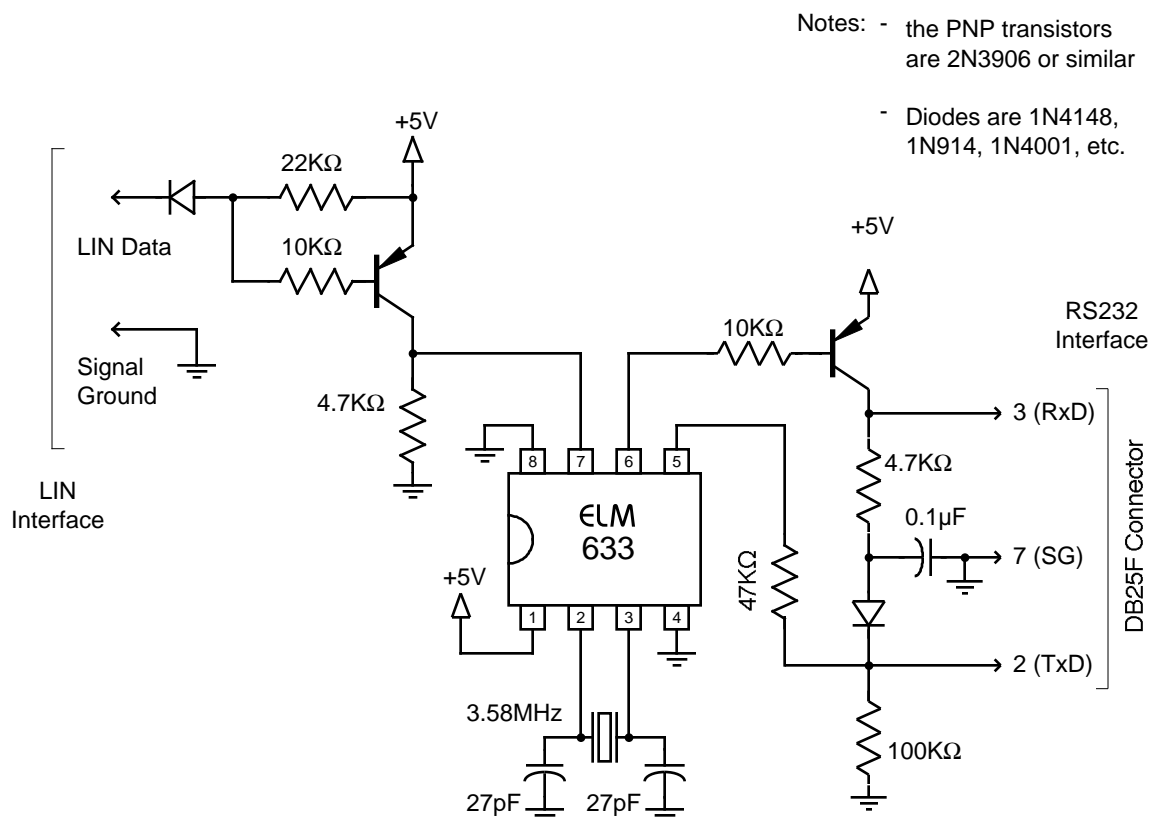 Notes: - the PNP transistors
are 2N3906 or similar
- Diodes are 1N4148,
1N914, 1N4001, etc.
+5V
22KΩ
LIN Data
10KΩ
Signal
Ground
4.7KΩ
LIN
Interface
+5V
10KΩ
RS232
Interface
3 (RxD)
4.7KΩ
0.1µF
7 (SG)
2 (TxD)
DB25F Connector
47KΩ
100KΩ
8 7 6 5
ELM
633
+5V
1 2 3 4
3.58MHz
27pF 27pF